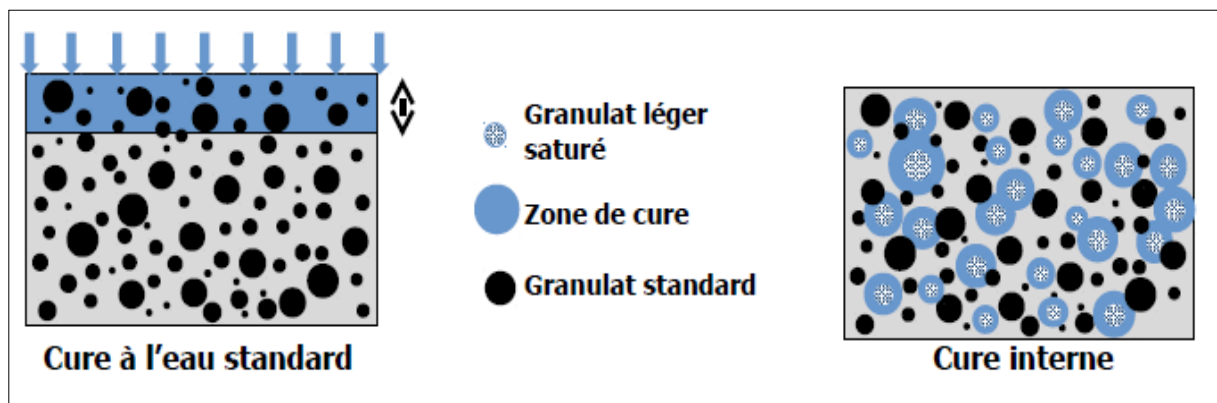 Granulat léger
saturé
Zone de cure
Granulat standard
Cure à l'eau standard
Cure interne